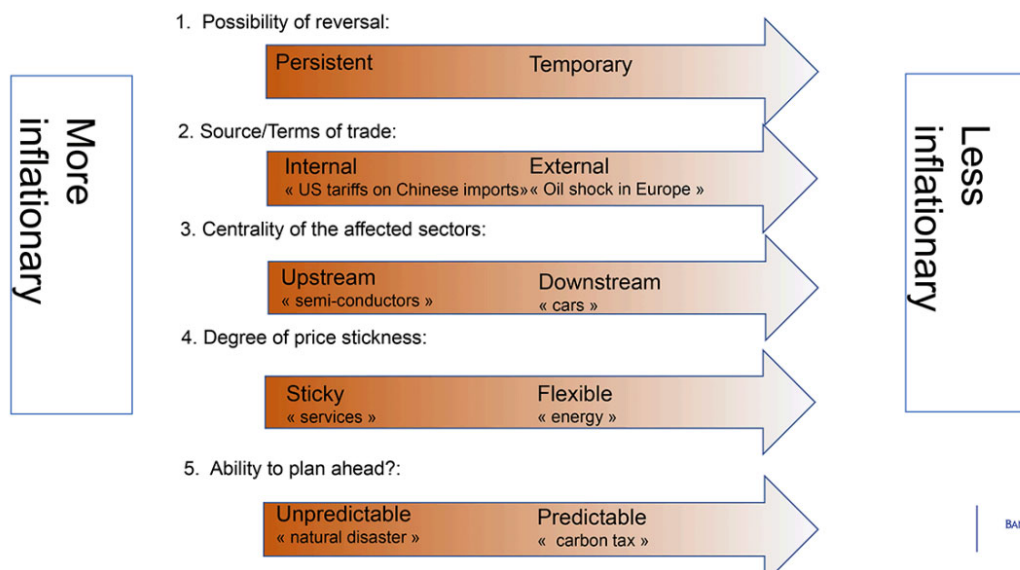 1. Possibility of reversal:
Persistent Temporary
More
inflationary
Less
inflationary
2. Source/Terms of trade:
Internal External
« US tariffs on Chinese imports» « Oil shock in Europe »
3. Centrality of the affected sectors:
Upstream Downstream
« semi-conductors » « cars »
4. Degree of price stickness:
Sticky Flexible
« services » « energy »
5. Ability to plan ahead?:
Unpredictable Predictable
« natural disaster » « carbon tax »